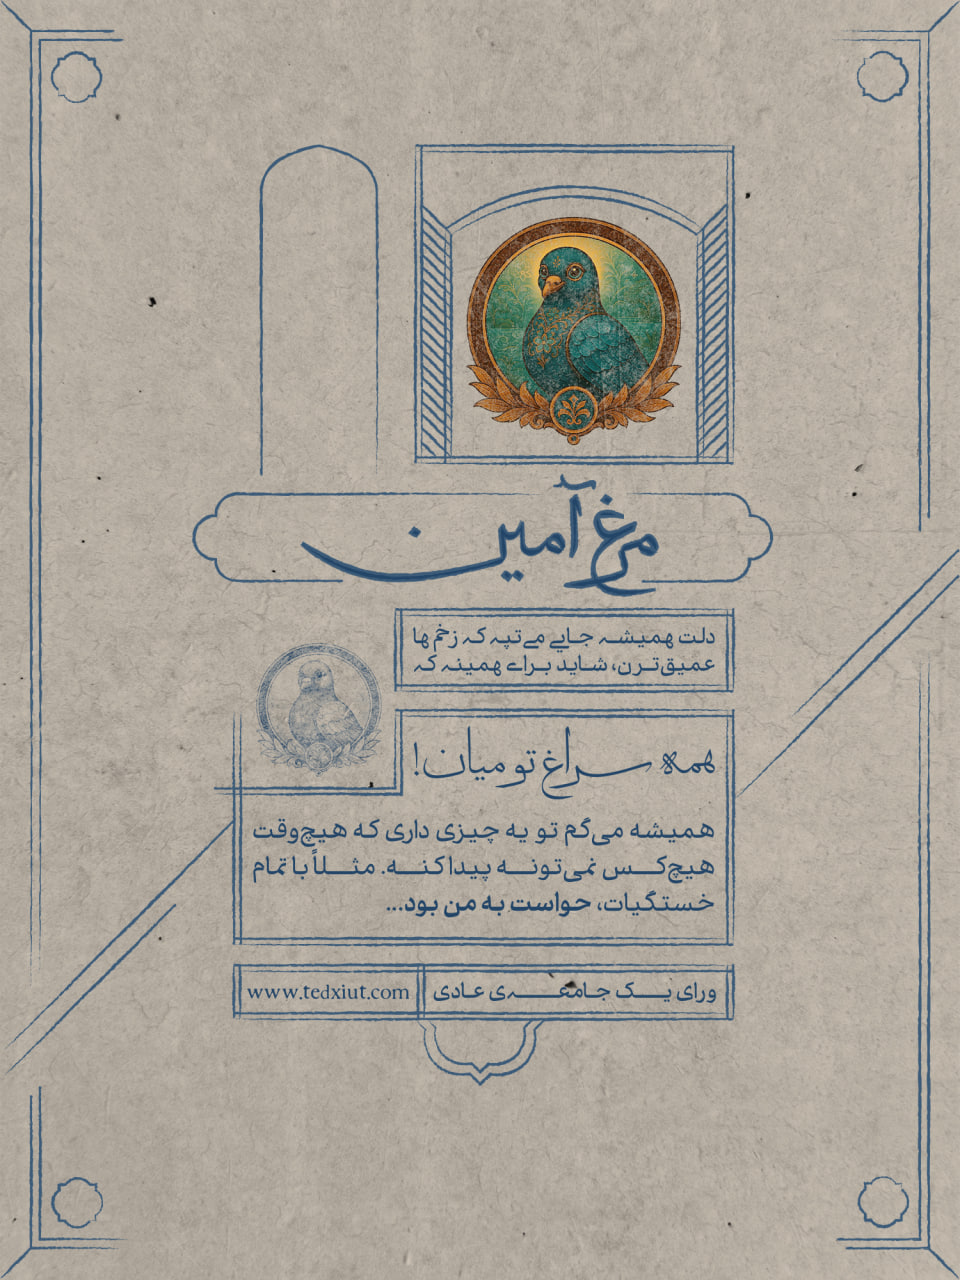 مرغ آمین
دلت همیشه جایی می‌تپه که زخم‌ها
عمیق‌ترن، شاید برای همینه که
همه سراغ تو میان!
همیشه می‌گم تو یه چیزی داری که هیچ‌وقت
هیچ‌کس نمی‌تونه پیدا کنه. مثلاً با تمام
خستگیات، حواست به من بود...
ورای یک جامعه‌ی عادی
www.tedxiut.com